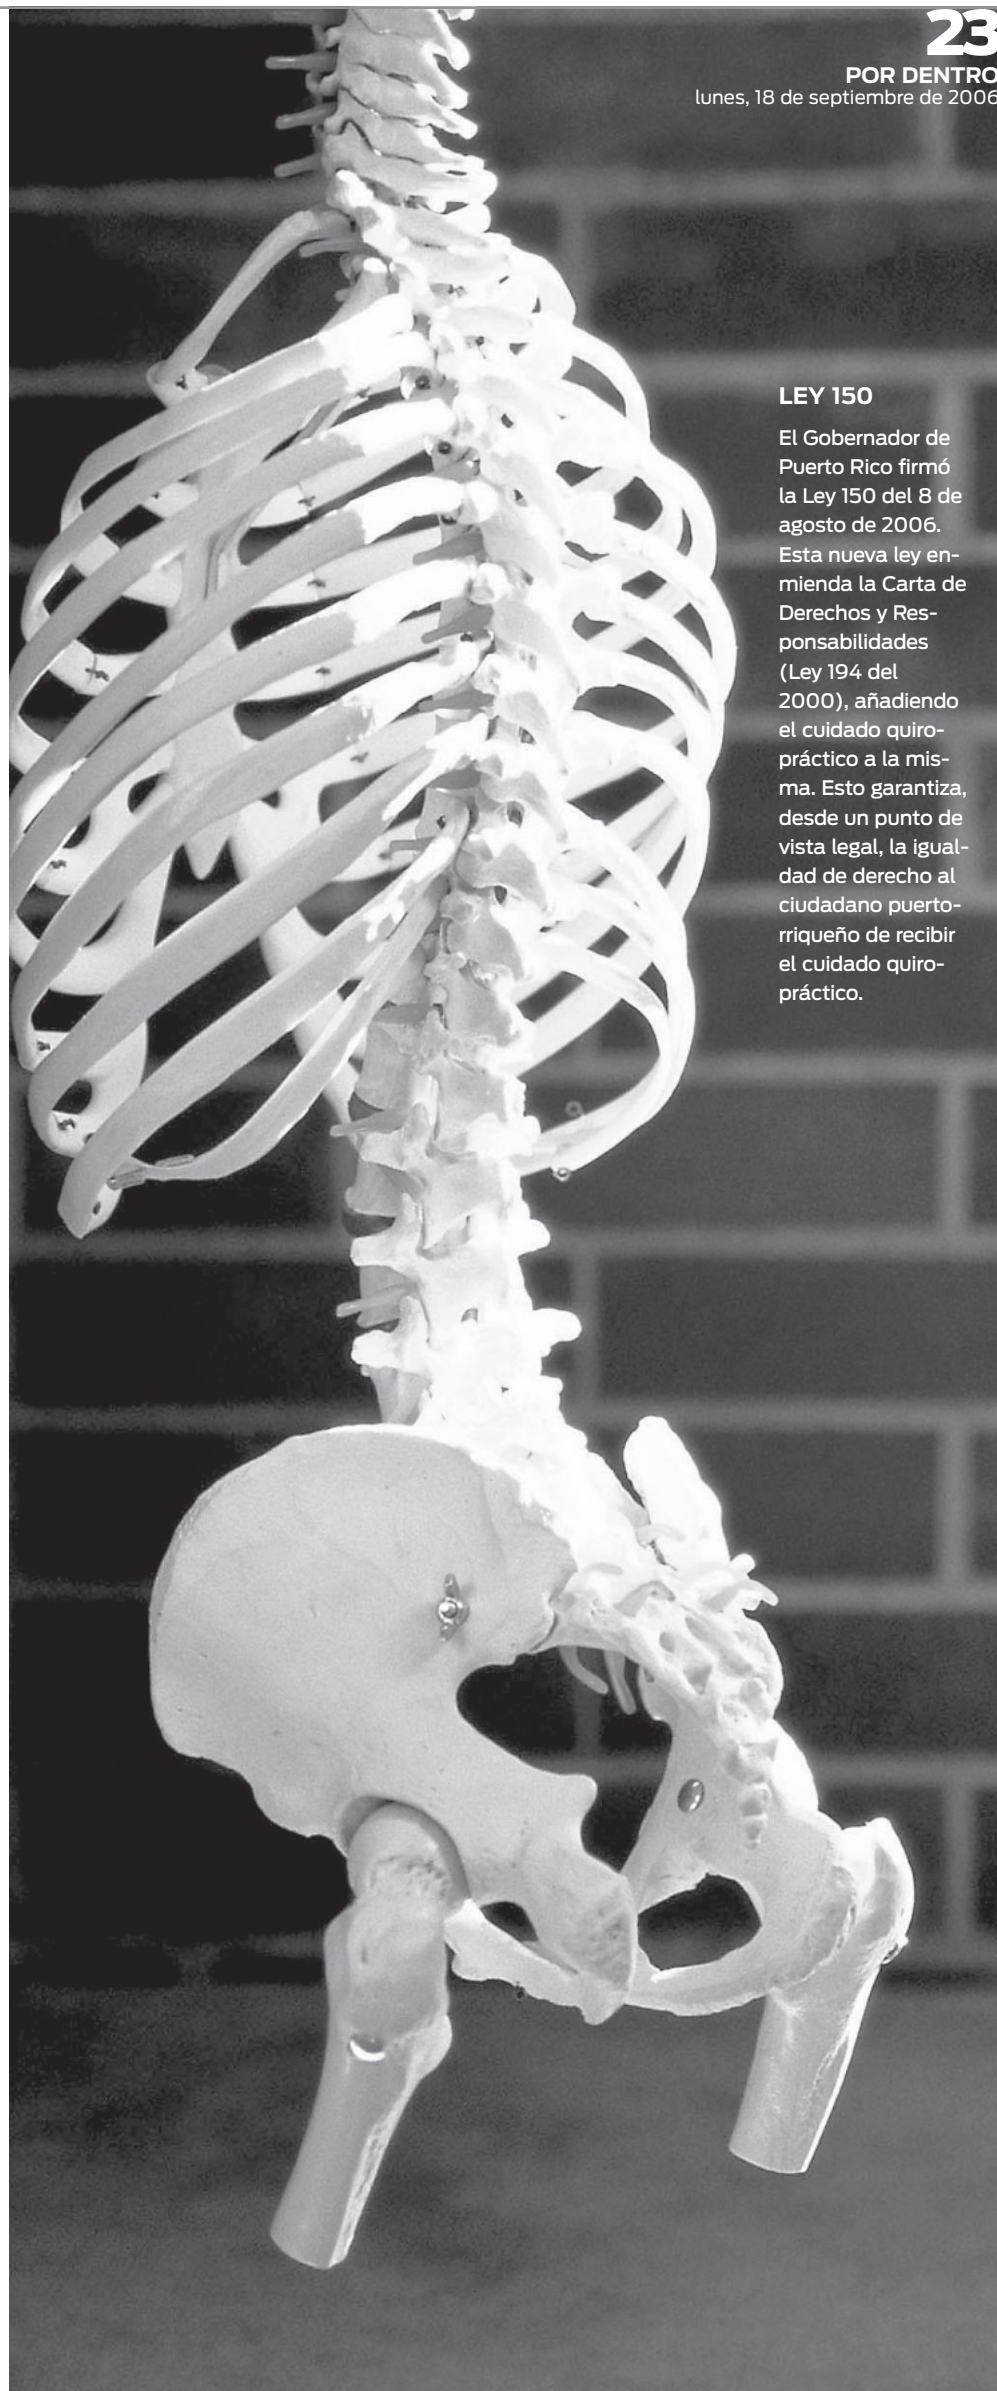 23
POR DENTRO
lunes, 18 de septiembre de 2006
LEY 150
El Gobernador de
Puerto Rico firmó
la Ley 150 del 8 de
agosto de 2006.
Esta nueva ley en-
mienda la Carta de
Derechos y Res-
ponsabilidades
(Ley 194 del
2000), añadiendo
el cuidado quiro-
práctico a la mis-
ma. Esto garantiza,
desde un punto de
vista legal, la igual-
dad de derecho al
ciudadano puerto-
rriqueño de recibir
el cuidado quiro-
práctico.